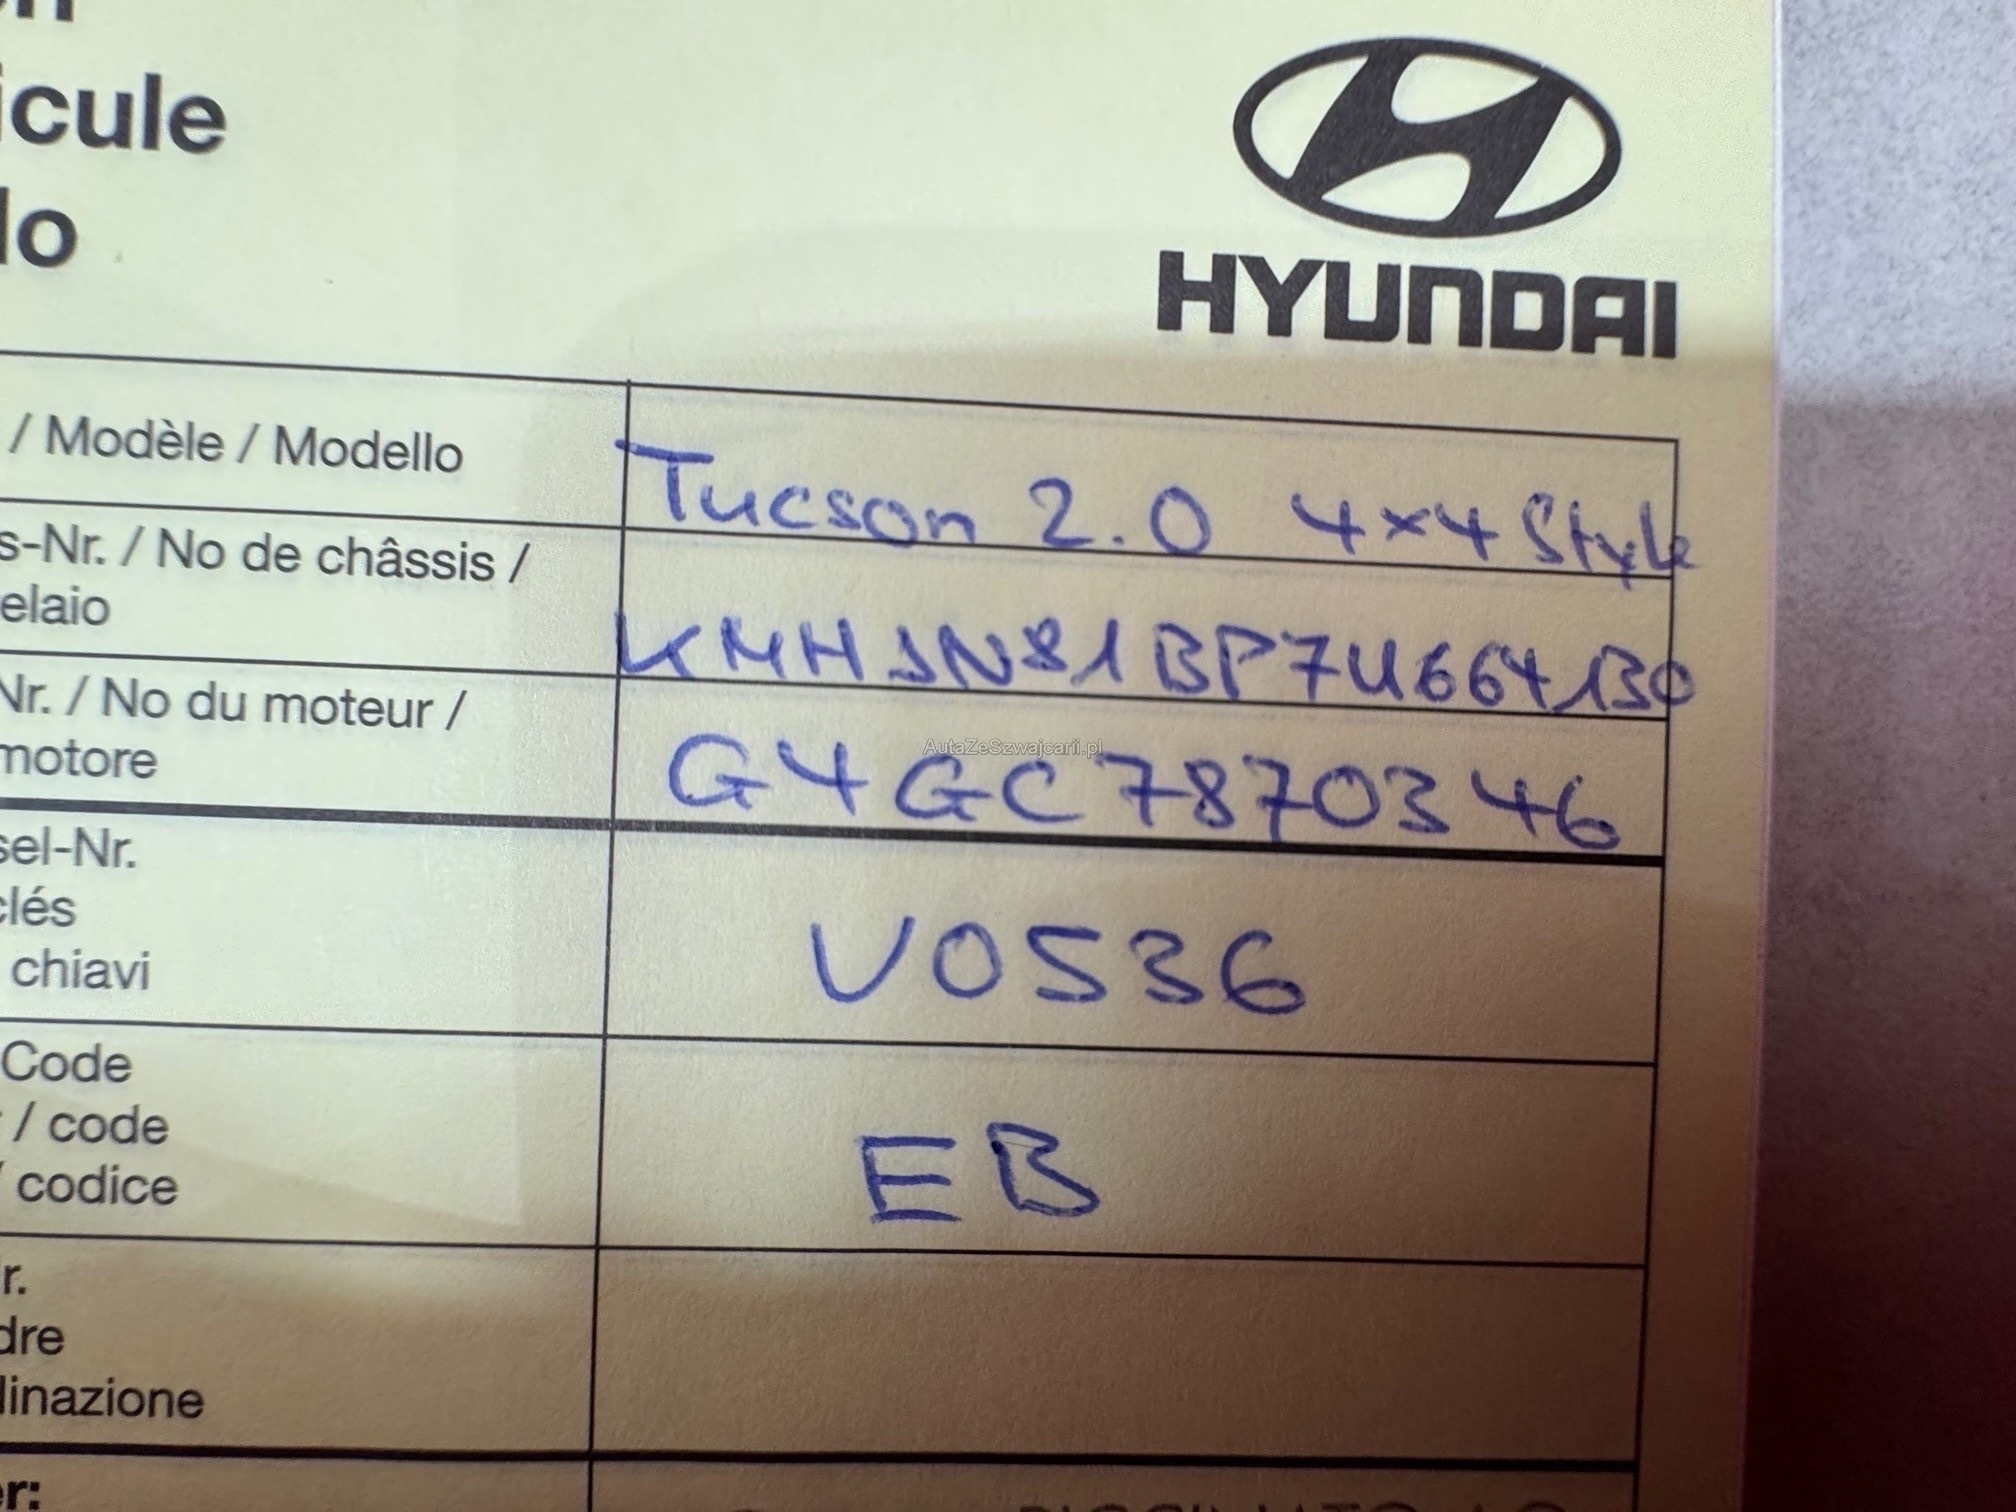 icule
lo
HYUNDAI
/ Modèle / Modello
Tucson 2.0 4x4 Style
s-Nr. / No de châssis /
elaio
KMHJN81BP7U664130
Nr. / No du moteur /
motore
G4GC7870346
AutaZeSzwajcarii.pl
sel-Nr.
clés
chiavi
V0536
Code
/ code
/ codice
EB
r.
dre
linazione
er: